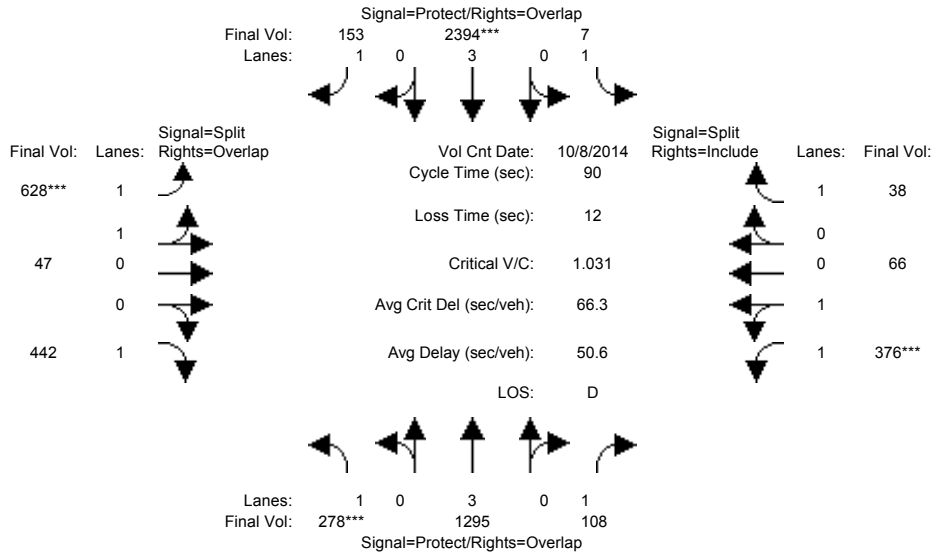 Signal=Protect/Rights=Overlap
Final Vol: 153 2394*** 7
Lanes: 1 0 3 0 1
Signal=Split Signal=Split
Final Vol: Lanes: Rights=Overlap Vol Cnt Date: 10/8/2014 Rights=Include Lanes: Final Vol:
Cycle Time (sec): 90
628*** 1 1 38
Loss Time (sec): 12
1 0
47 0 Critical V/C: 1.031 0 66
0 Avg Crit Del (sec/veh): 66.3 1
442 1 Avg Delay (sec/veh): 50.6 1 376***
LOS: D
Lanes: 1 0 3 0 1
Final Vol: 278*** 1295 108
Signal=Protect/Rights=Overlap